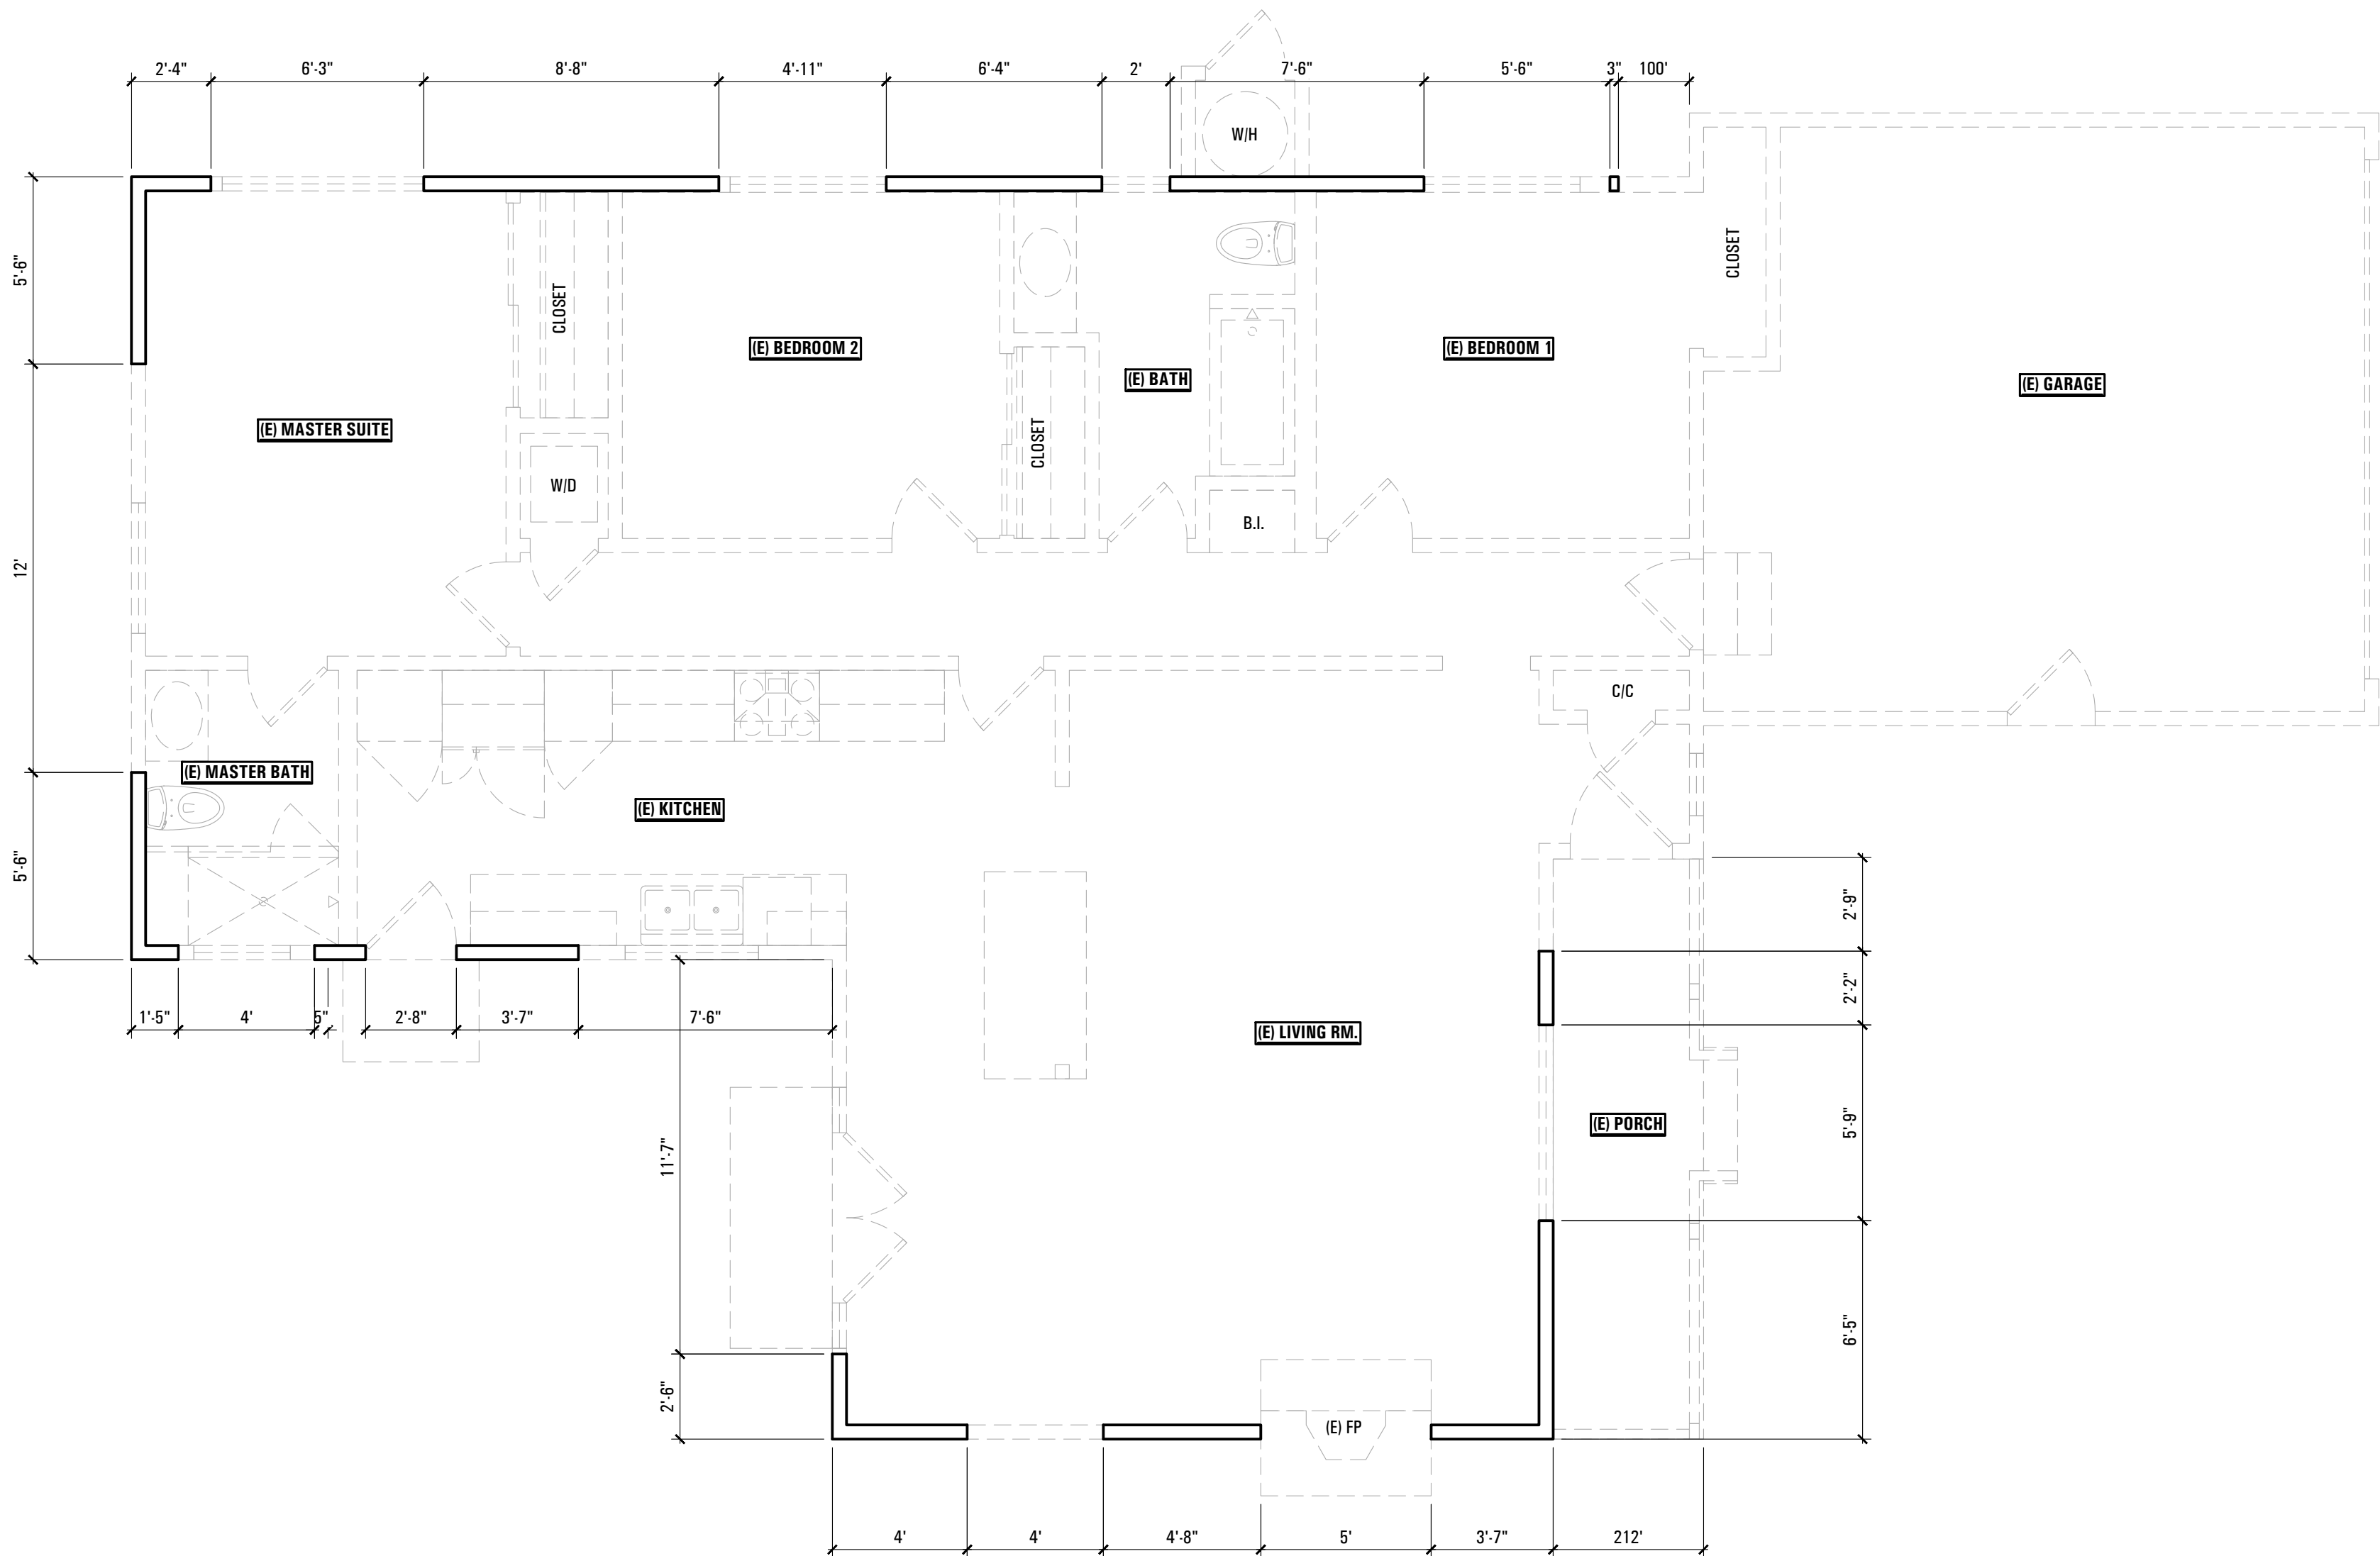 2'-4" 6'-3" 8'-8" 4'-11" 6'-4" 2' 7'-6" 5'-6" 3" 100'
W/H
5'-6"
CLOSET
CLOSET
(E) BEDROOM 2
(E) BEDROOM 1
(E) BATH
(E) GARAGE
(E) MASTER SUITE
CLOSET
W/D
B.I.
12'
C/C
(E) MASTER BATH
(E) KITCHEN
5'-6"
2'-9"
2'-2"
1'-5" 4' 5" 2'-8" 3'-7" 7'-6"
(E) LIVING RM.
(E) PORCH
5'-9"
11'-7"
6'-5"
2'-6"
(E) FP
4' 4' 4'-8" 5' 3'-7" 212'